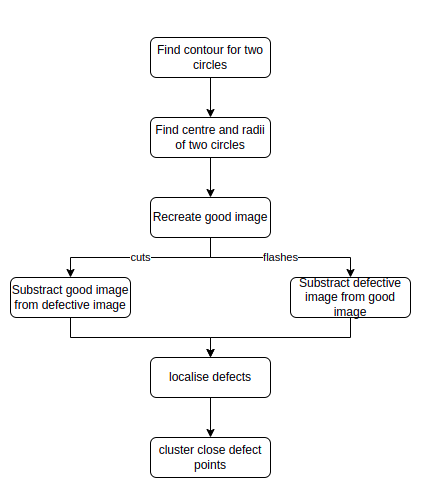 Find contour for two
circles
Find centre and radii
of two circles
Recreate good image
cuts
flashes
Substract good image
from defective image
Substract defective
image from good
image
localise defects
cluster close defect
points